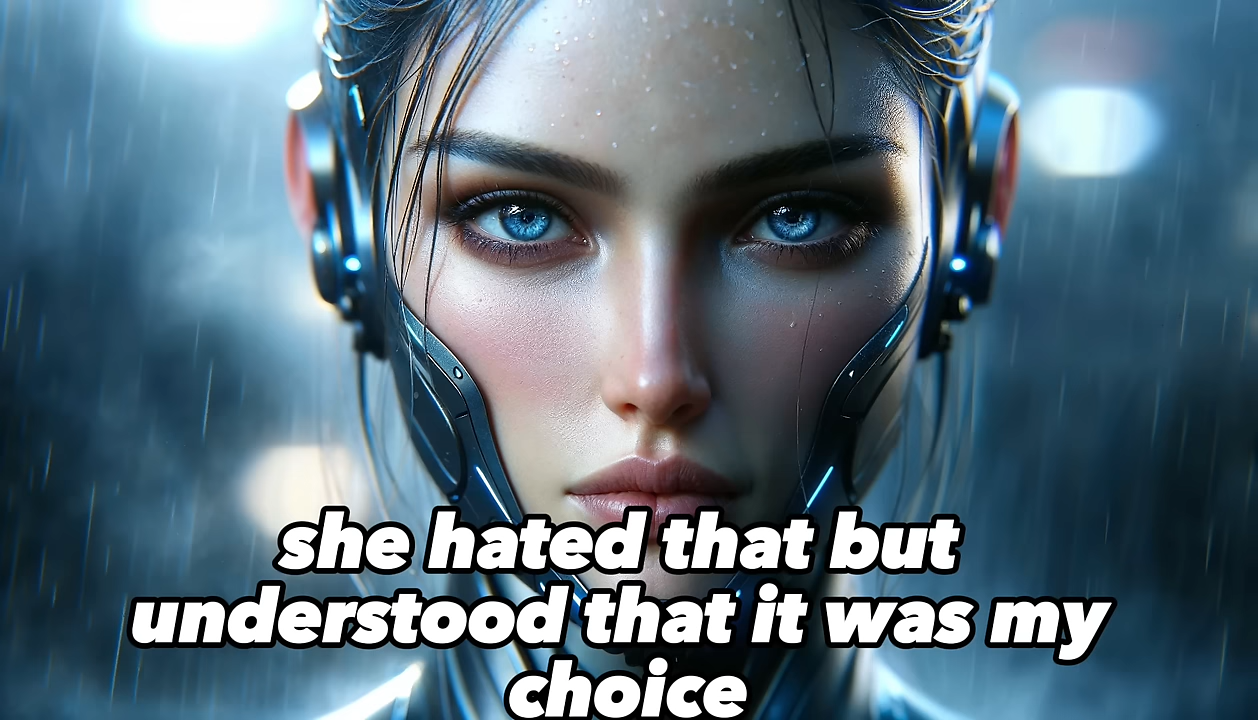 she hated that but
understood that it was my
choice